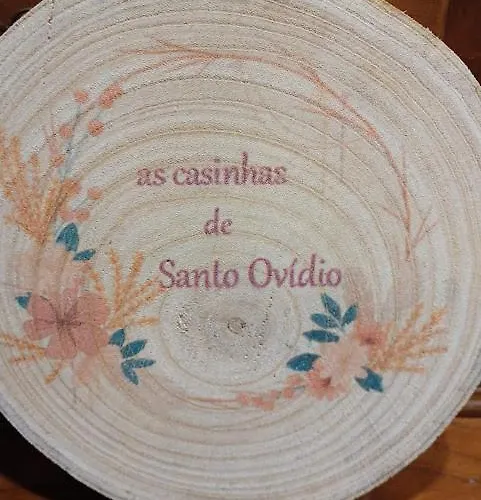 as casinhas
de
Santo Ovídio